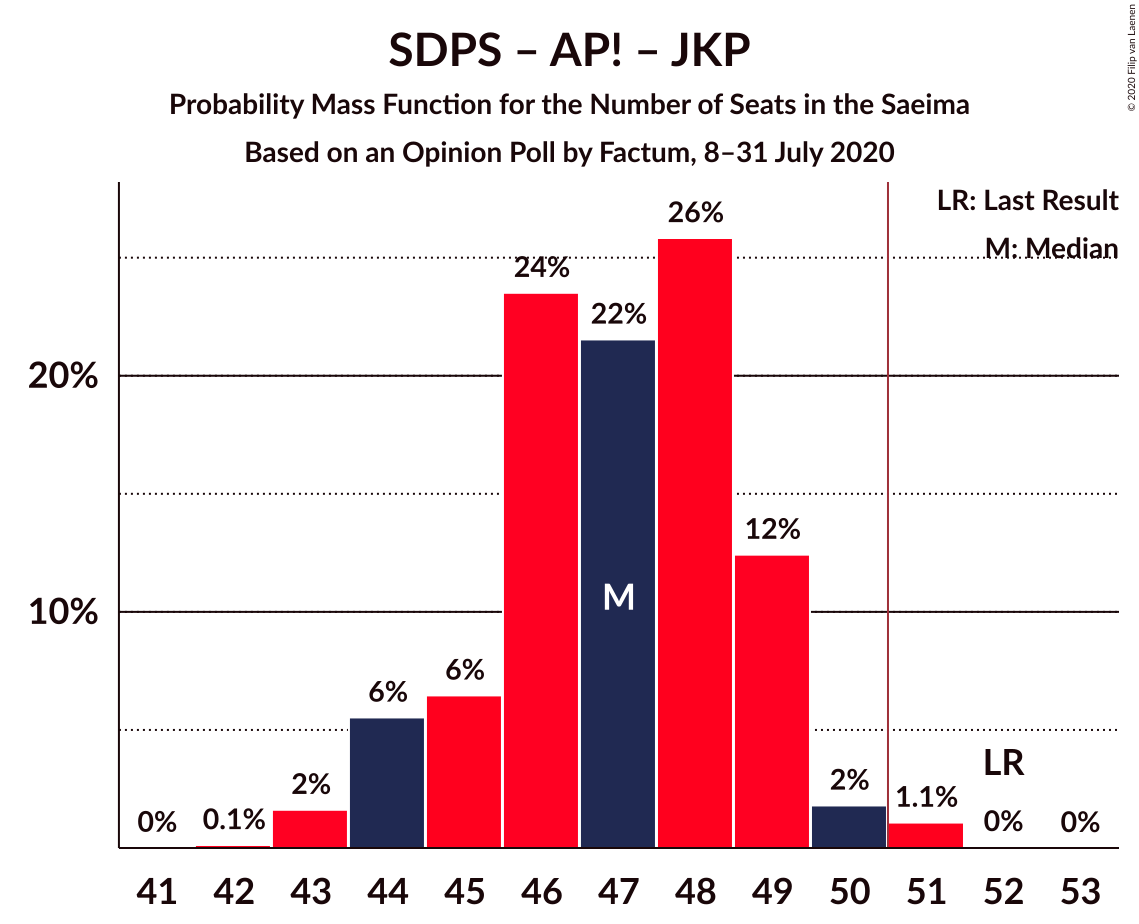 SDPS – AP! – JKP
Probability Mass Function for the Number of Seats in the Saeima
Based on an Opinion Poll by Factum, 8–31 July 2020
© 2020 Filip van Laenen
LR: Last Result
M: Median
20%
10%
0%
0.1%
2%
6%
6%
24%
22%
26%
12%
2%
1.1%
0%
0%
M
LR
41 42 43 44 45 46 47 48 49 50 51 52 53